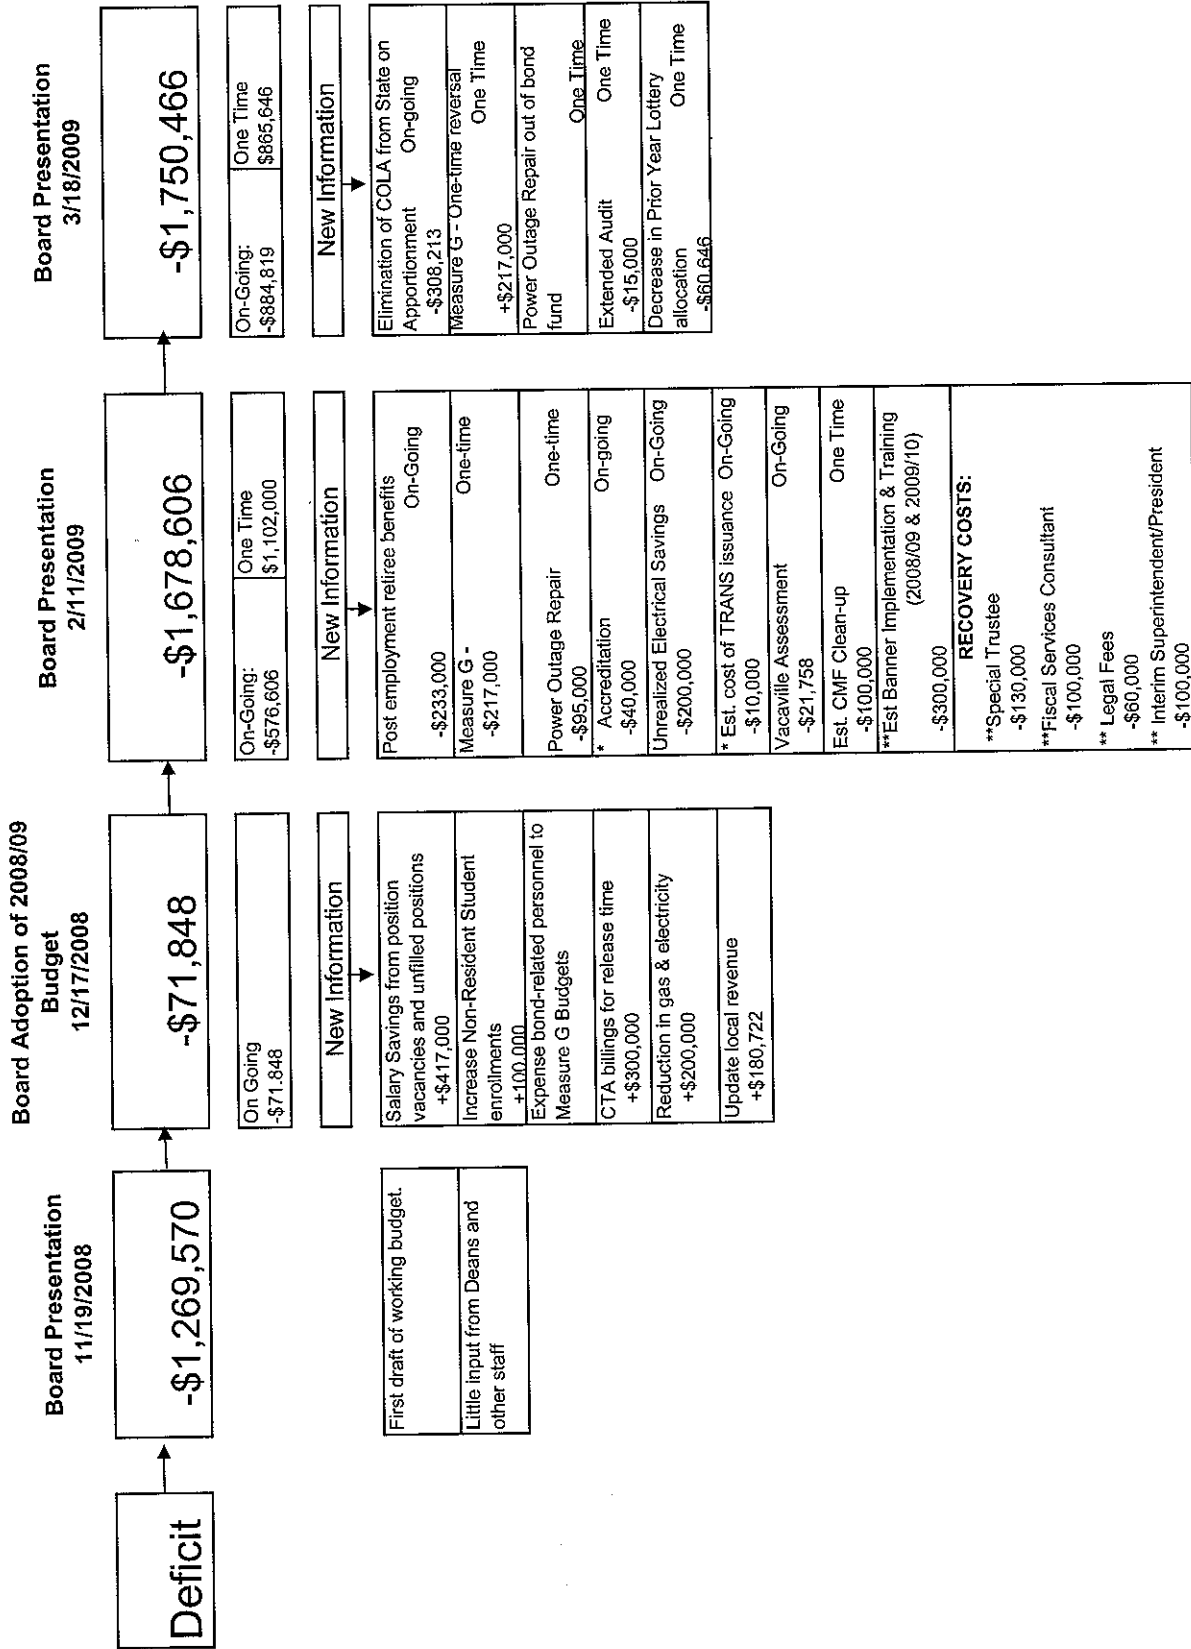 Deficit
Board Presentation
11/19/2008
-$1,269,570
First draft of working budget.
Little input from Deans and
other staff
Board Adoption of 2008/09
Budget
12/17/2008
-$71,848
On Going
-$71.848
New Information
Salary Savings from position
vacancies and unfilled positions
+$417,000
Increase Non-Resident Student
enrollments
+100,000
Expense bond-related personnel to
Measure G Budgets
CTA billings for release time
+$300,000
Reduction in gas & electricity
+$200,000
Update local revenue
+$180,722
Board Presentation
2/11/2009
-$1,678,606
On-Going: One Time
-$576,606 $1,102,000
New Information
Post employment retiree benefits
On-Going
-$233,000
Measure G - One-time
-$217,000
Power Outage Repair One-time
-$95,000
* Accreditation On-going
-$40,000
Unrealized Electrical Savings On-Going
-$200,000
* Est. cost of TRANS issuance On-Going
-$10,000
Vacaville Assessment On-Going
-$21,758
Est. CMF Clean-up One Time
-$100,000
**Est Banner Implementation & Training
(2008/09 & 2009/10)
-$300,000
RECOVERY COSTS:
**Special Trustee
-$130,000
**Fiscal Services Consultant
-$100,000
** Legal Fees
-$60,000
** Interim Superintendent/President
-$100,000
Board Presentation
3/18/2009
-$1,750,466
On-Going: One Time
-$884,819 $865,646
New Information
Elimination of COLA from State on
Apportionment On-going
-$308,213
Measure G - One-time reversal
One Time
+$217,000
Power Outage Repair out of bond
fund
One Time
Extended Audit One Time
-$15,000
Decrease in Prior Year Lottery
allocation One Time
-$60,646